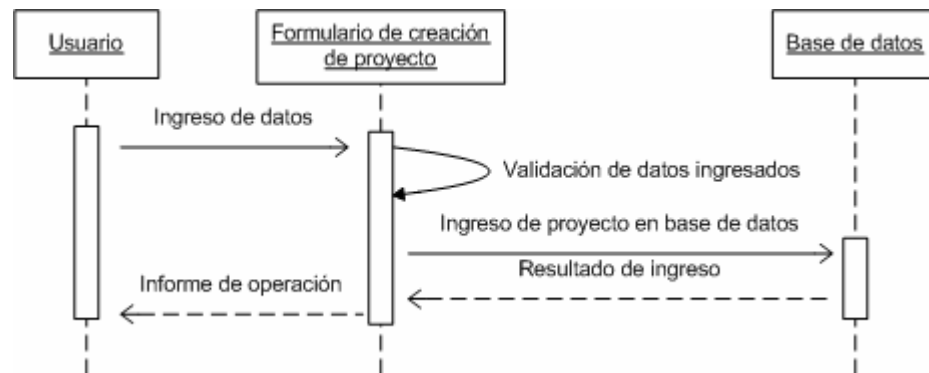 Usuario
Formulario de creación
de proyecto
Base de datos
Ingreso de datos
Validación de datos ingresados
Ingreso de proyecto en base de datos
Resultado de ingreso
Informe de operación